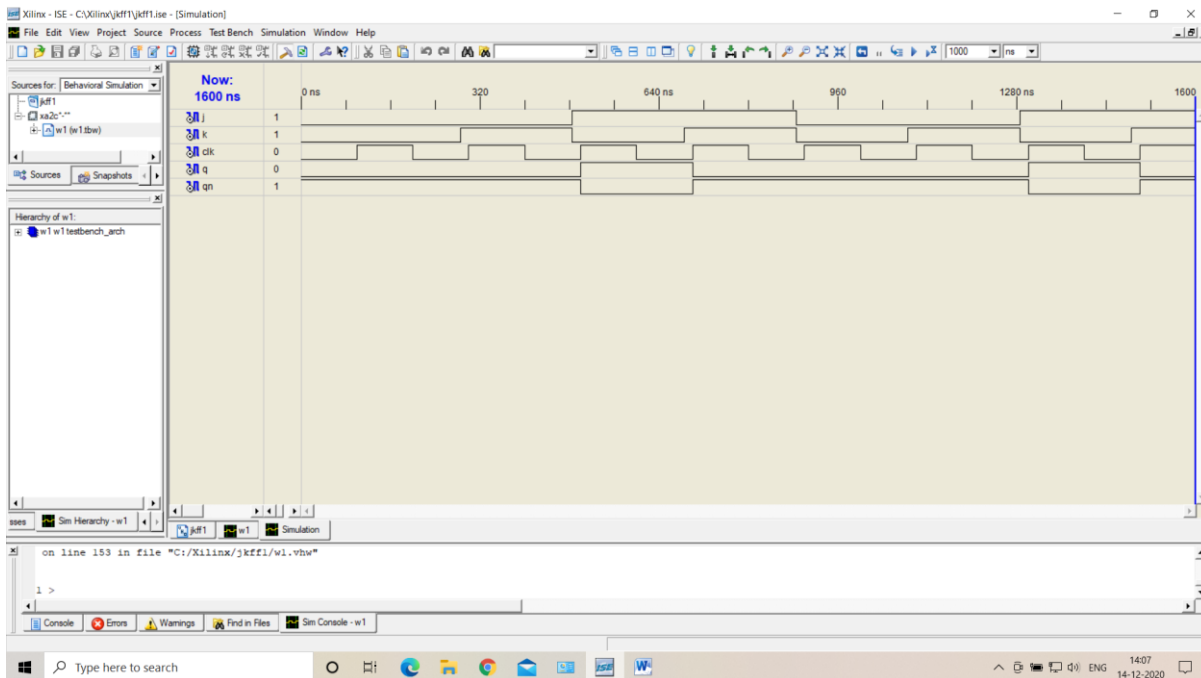 Xilinx - ISE - C:\Xilinx\jkff1\jkff1.ise - [Simulation]
File Edit View Project Source Process Test Bench Simulation Window Help
1000 ns
Sources for: Behavioral Simulation
jkff1
xa2c*-**
w1 (w1.tbw)
Sources Snapshots
Hierarchy of w1:
w1 w1 testbench_arch
sses Sim Hierarchy - w1
Now:
1600 ns
0 ns 320 640 ns 960 1280 ns 1600
j 1
k 1
clk 0
q 0
qn 1
jkff1 w1 Simulation
on line 153 in file "C:/Xilinx/jkff1/w1.vhw"
1 >
Console Errors Warnings Find in Files Sim Console - w1
Type here to search
ISE
W
ENG
14:07
14-12-2020